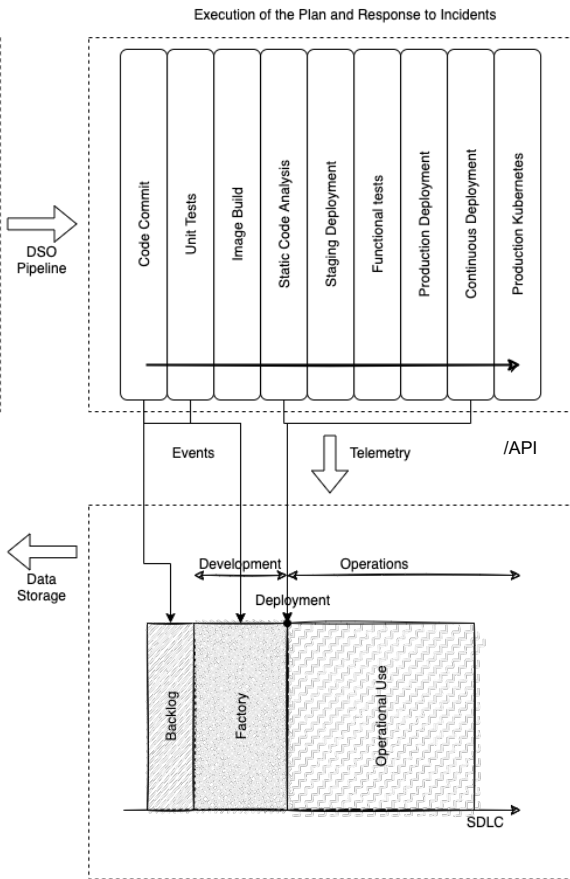 Execution of the Plan and Response to Incidents
Code Commit
Unit Tests
Image Build
Static Code Analysis
Staging Deployment
Functional tests
Production Deployment
Continuous Deployment
Production Kubernetes
DSO
Pipeline
Events
Telemetry
/API
Data
Storage
Development
Operations
Deployment
Backlog
Factory
Operational Use
SDLC